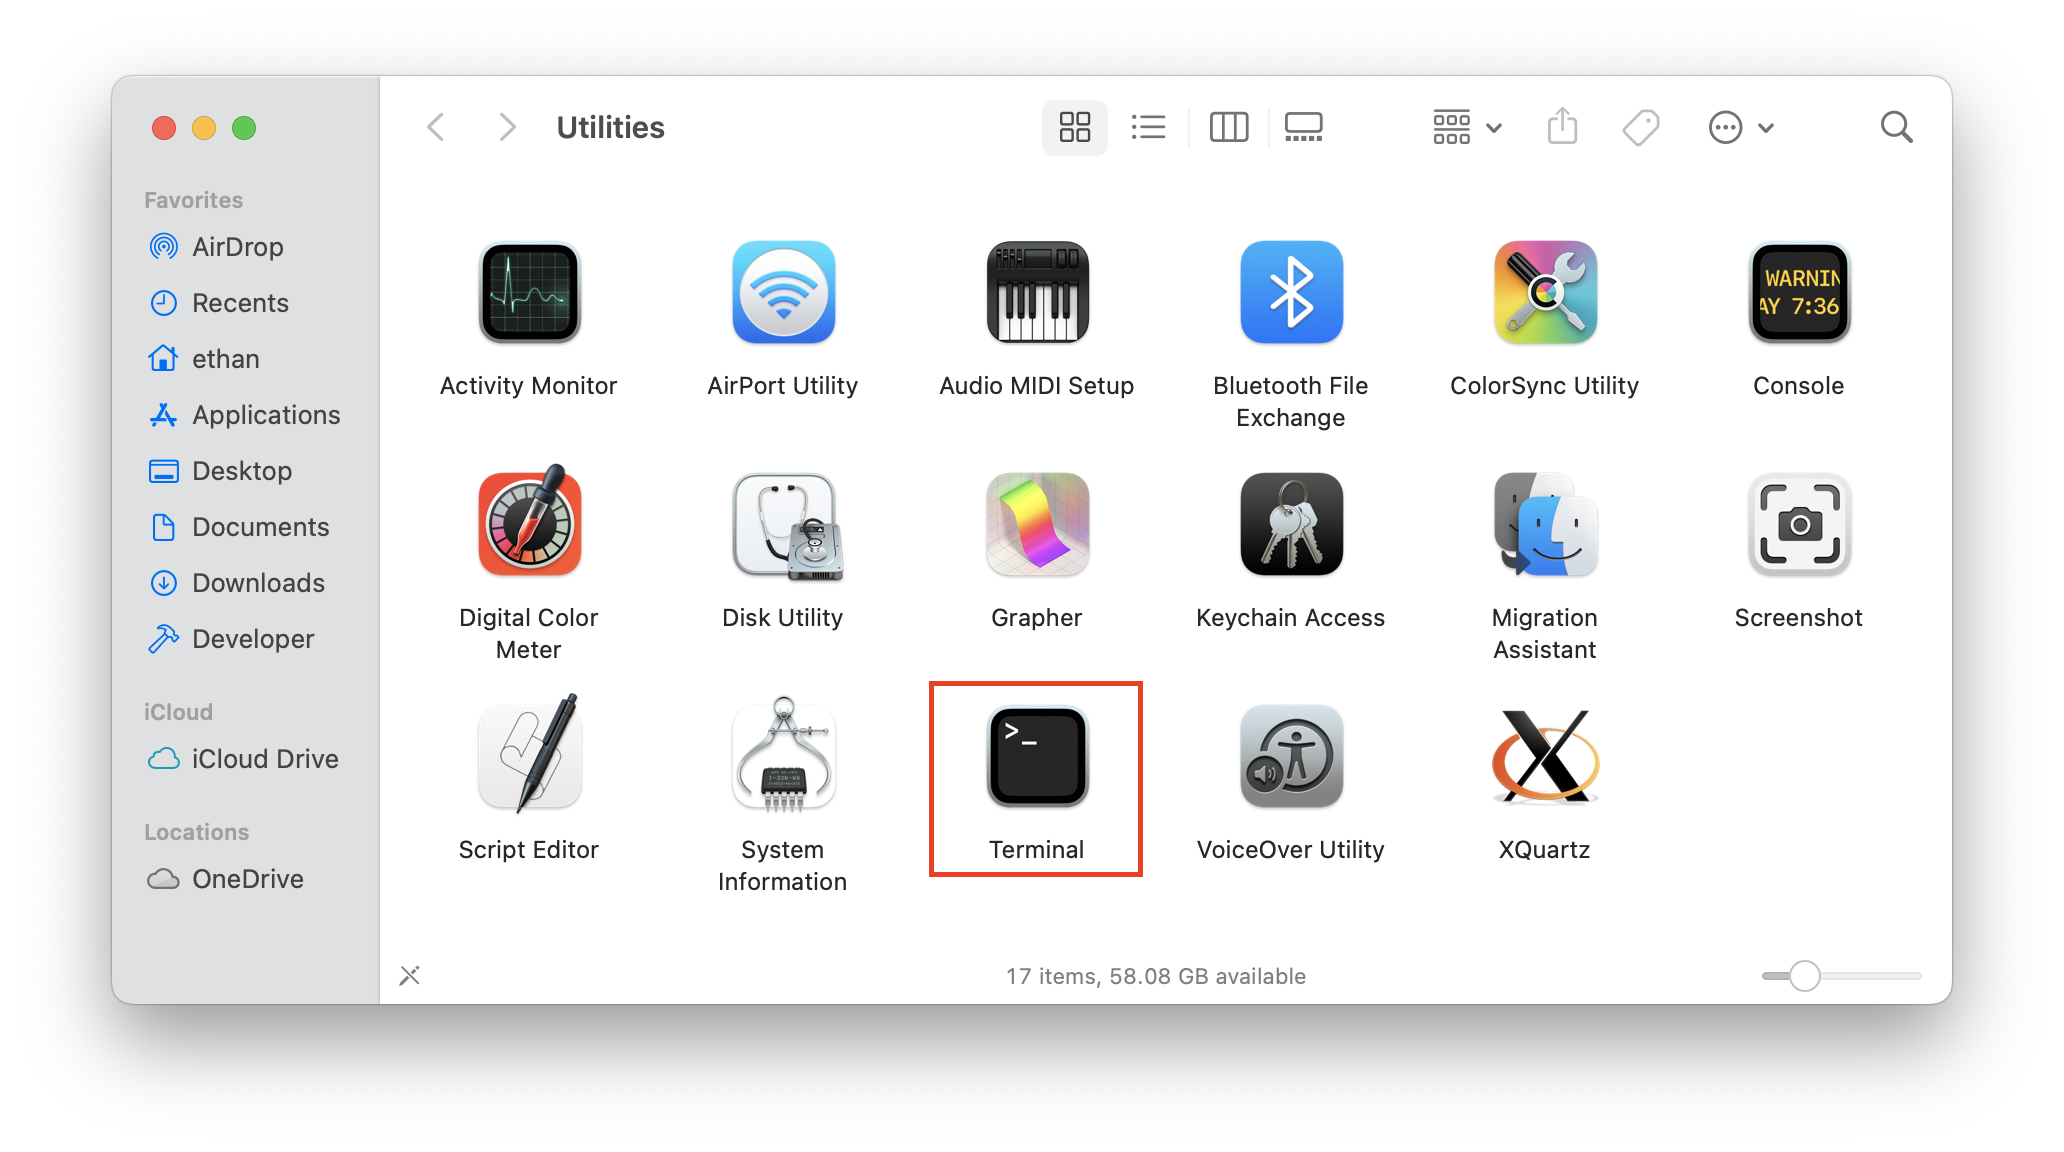 Utilities
Favorites
AirDrop
Recents
ethan
Applications
Desktop
Documents
Downloads
Developer
iCloud
iCloud Drive
Locations
OneDrive
WARNIN
AY 7:36
Activity Monitor
AirPort Utility
Audio MIDI Setup
Bluetooth File
Exchange
ColorSync Utility
Console
Digital Color
Meter
Disk Utility
Grapher
Keychain Access
Migration
Assistant
Screenshot
>_
Script Editor
System
Information
Terminal
VoiceOver Utility
XQuartz
17 items, 58.08 GB available